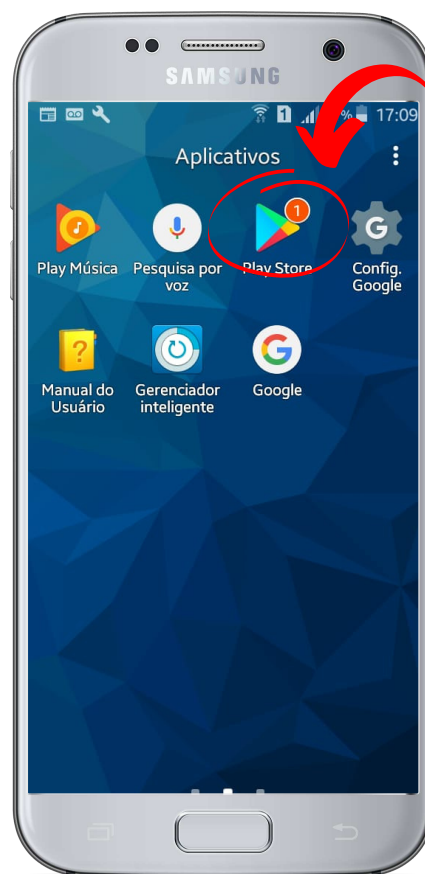 SAMSUNG
1
17:09
Aplicativos
1
Play Música
Pesquisa por
voz
Play Store
Config.
Google
Manual do
Usuário
Gerenciador
inteligente
Google